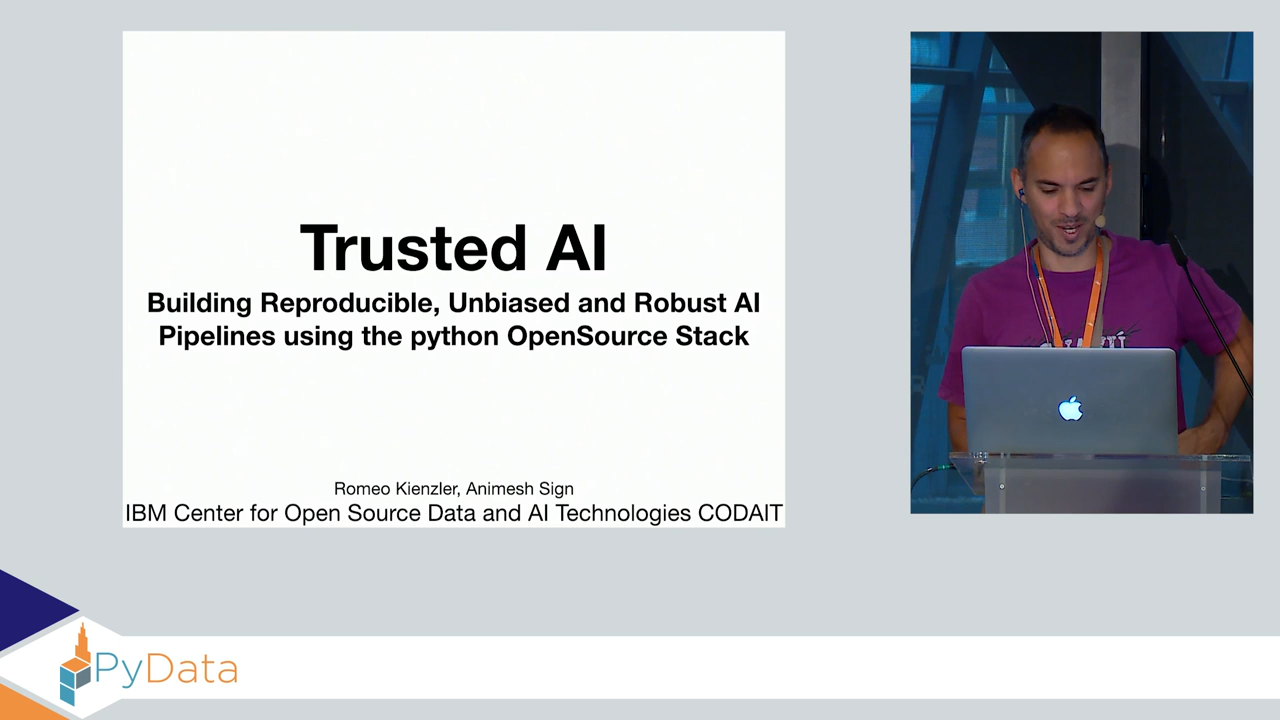 Trusted AI
Building Reproducible, Unbiased and Robust AI
Pipelines using the python OpenSource Stack
Romeo Kienzler, Animesh Sign
IBM Center for Open Source Data and AI Technologies CODAIT
PyData